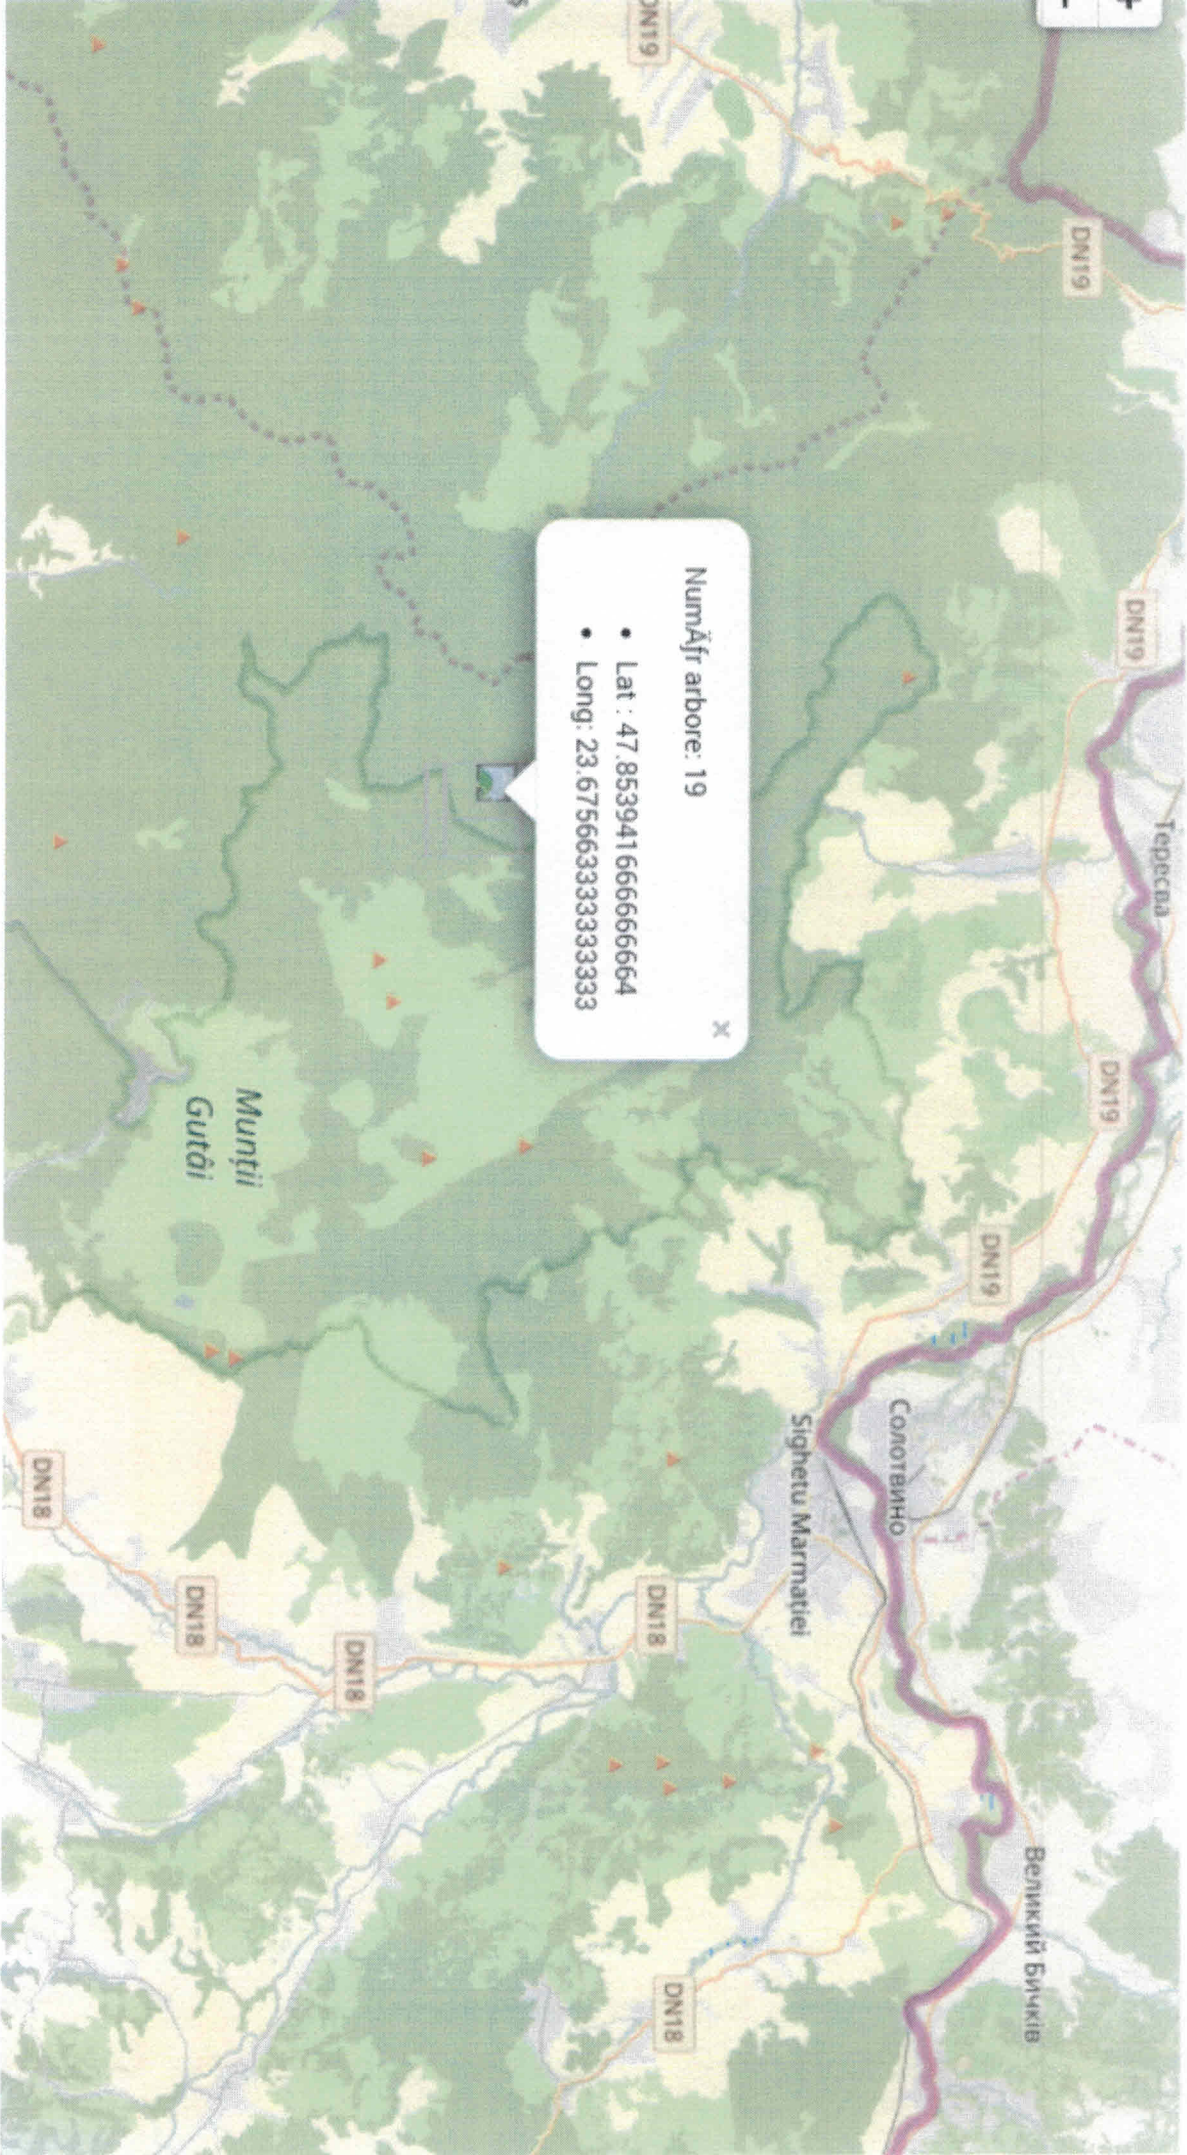 +
−
Тересва
DN19
DN19
DN19
Великий Бичків
DN19
Солотвино
Sighetu Marmației
×
NumÄƒr arbore: 19
• Lat : 47.853941666666664
• Long: 23.675663333333333
DN19
DN18
DN18
Munții
Gutâi
DN18
DN18
DN18